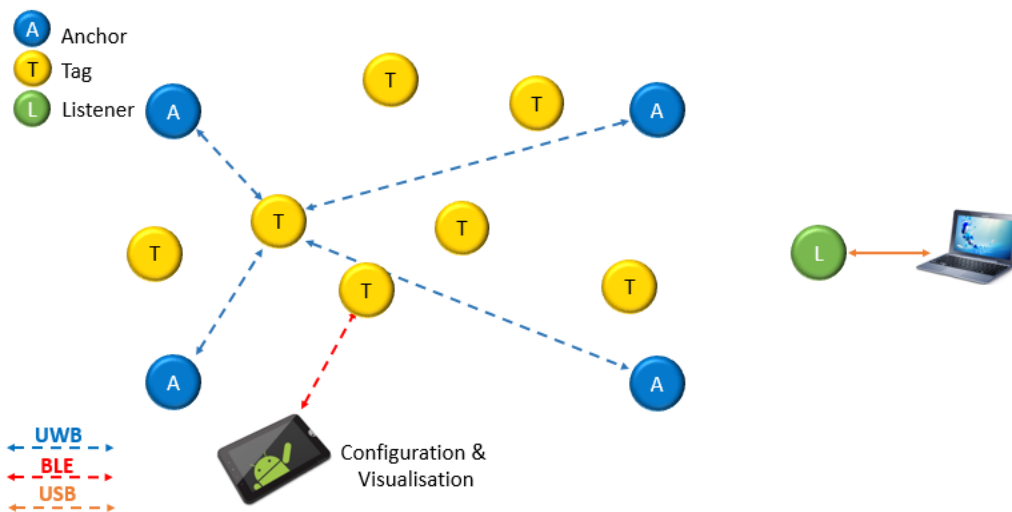 A Anchor
T Tag
L Listener
A
T
T
A
T
T
T
L
T
T
A
A
Configuration &
Visualisation
UWB
BLE
USB